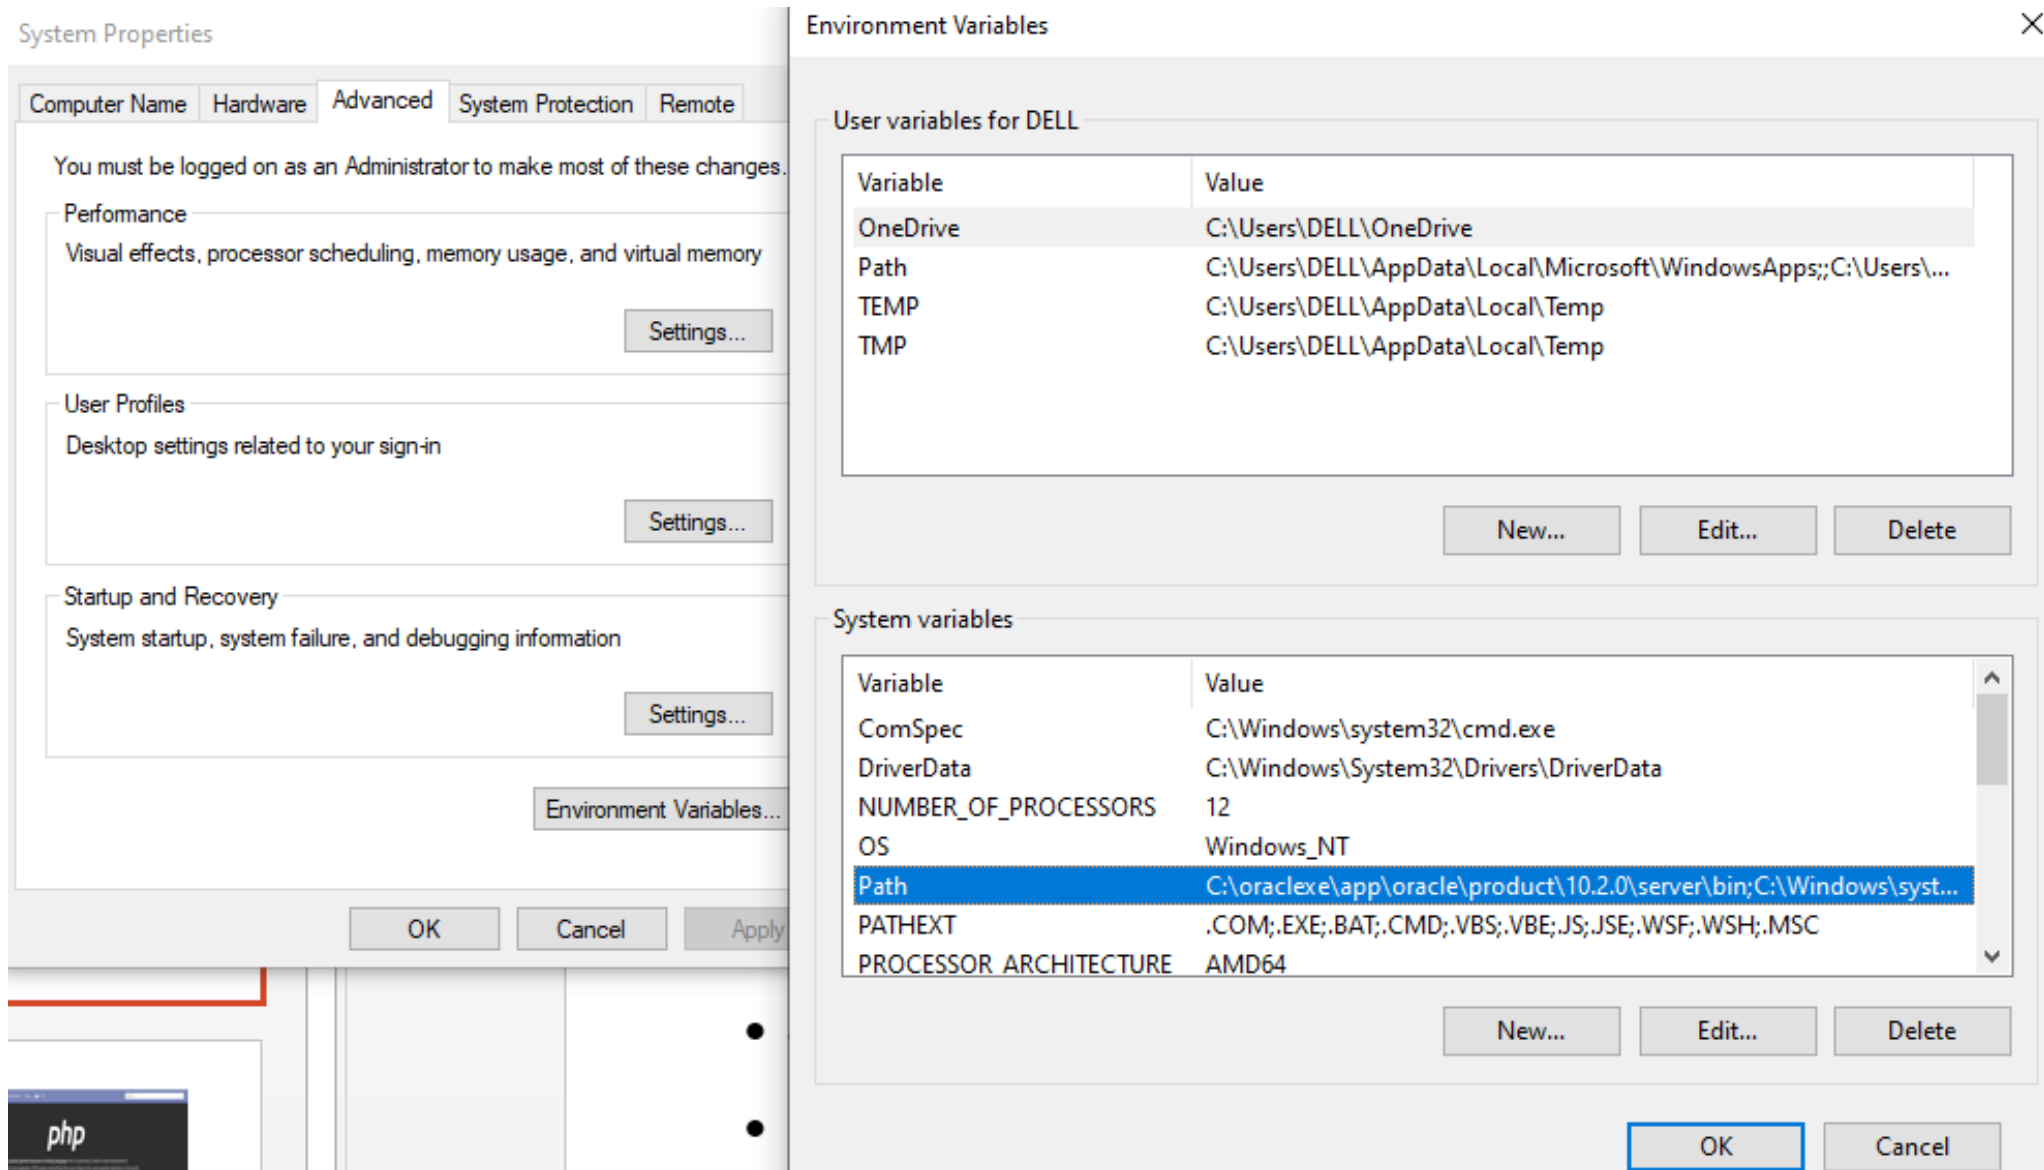 System Properties
Computer Name
Hardware
Advanced
System Protection
Remote
You must be logged on as an Administrator to make most of these changes.
Performance
Visual effects, processor scheduling, memory usage, and virtual memory
Settings...
User Profiles
Desktop settings related to your sign-in
Settings...
Startup and Recovery
System startup, system failure, and debugging information
Settings...
Environment Variables...
OK
Cancel
Apply
php
Environment Variables
User variables for DELL
Variable Value
OneDrive C:\Users\DELL\OneDrive
Path C:\Users\DELL\AppData\Local\Microsoft\WindowsApps;;C:\Users\...
TEMP C:\Users\DELL\AppData\Local\Temp
TMP C:\Users\DELL\AppData\Local\Temp
New...
Edit...
Delete
System variables
Variable Value
ComSpec C:\Windows\system32\cmd.exe
DriverData C:\Windows\System32\Drivers\DriverData
NUMBER_OF_PROCESSORS 12
OS Windows_NT
Path C:\oraclexe\app\oracle\product\10.2.0\server\bin;C:\Windows\syst...
PATHEXT .COM;.EXE;.BAT;.CMD;.VBS;.VBE;.JS;.JSE;.WSF;.WSH;.MSC
PROCESSOR_ARCHITECTURE AMD64
New...
Edit...
Delete
OK
Cancel